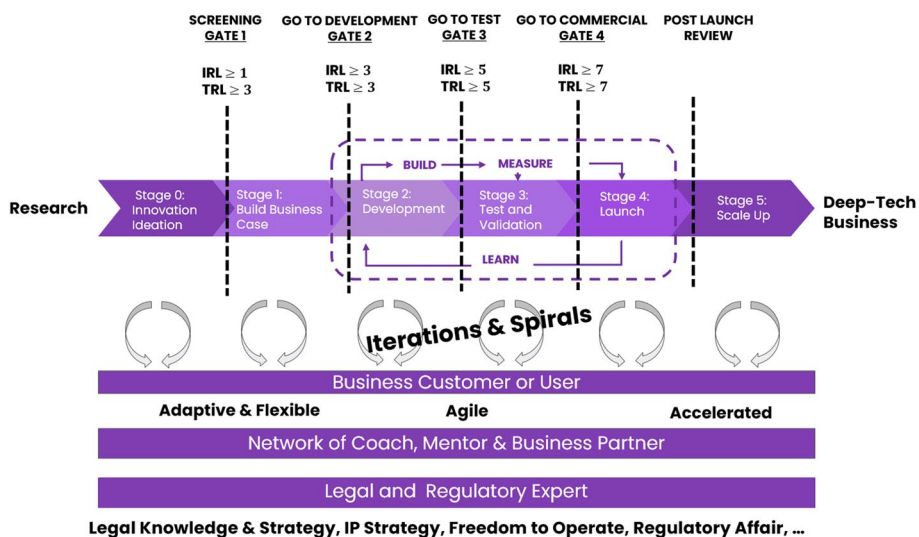 SCREENING
GATE 1
GO TO DEVELOPMENT
GATE 2
GO TO TEST
GATE 3
GO TO COMMERCIAL
GATE 4
POST LAUNCH
REVIEW
IRL ≥ 1
TRL ≥ 3
IRL ≥ 3
TRL ≥ 3
IRL ≥ 5
TRL ≥ 5
IRL ≥ 7
TRL ≥ 7
BUILD
MEASURE
Research
Stage 0:
Innovation
Ideation
Stage 1:
Build Business
Case
Stage 2:
Development
Stage 3:
Test and
Validation
Stage 4:
Launch
Stage 5:
Scale Up
Deep-Tech
Business
LEARN
Iterations & Spirals
Business Customer or User
Adaptive & Flexible
Agile
Accelerated
Network of Coach, Mentor & Business Partner
Legal and Regulatory Expert
Legal Knowledge & Strategy, IP Strategy, Freedom to Operate, Regulatory Affair, ...